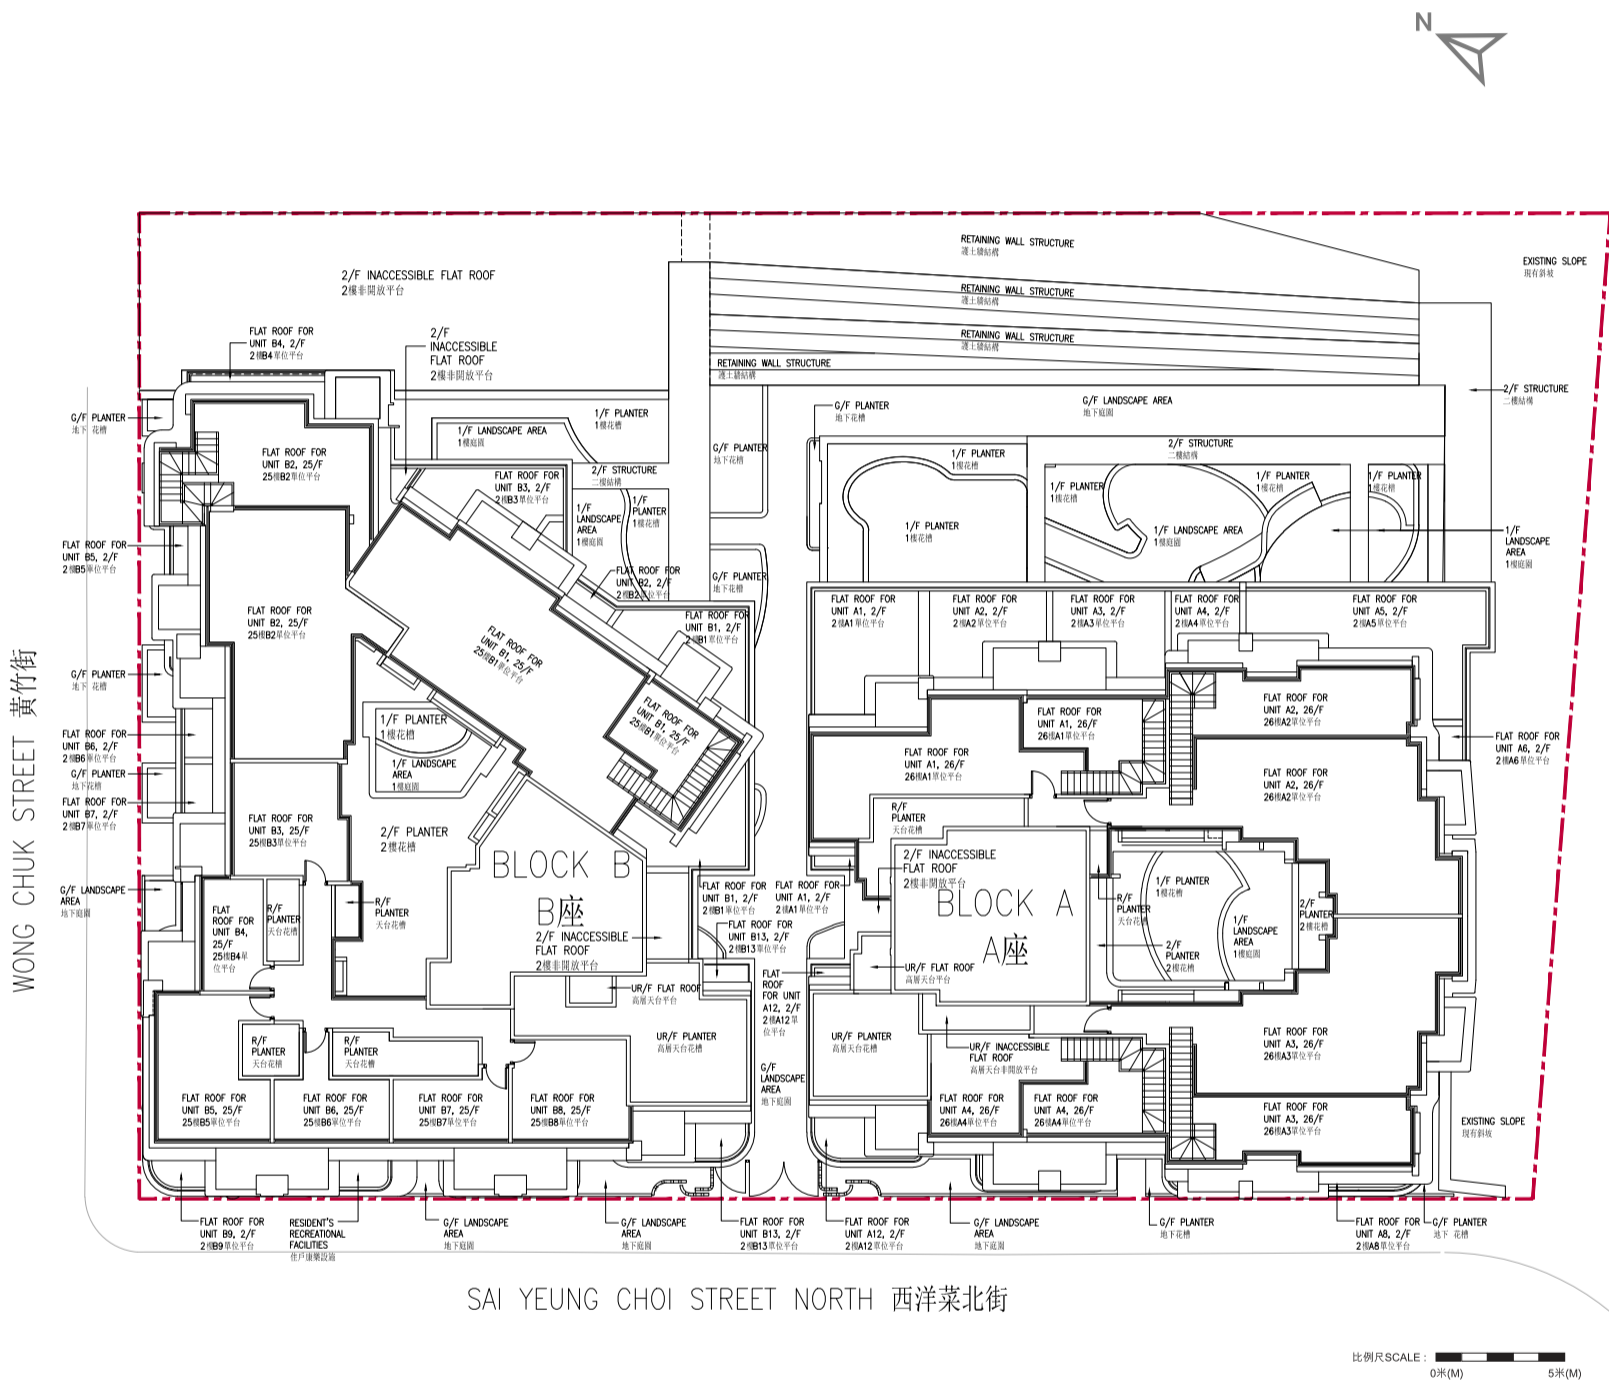 N
RETAINING WALL STRUCTURE
護土牆結構
EXISTING SLOPE
現有斜坡
2/F INACCESSIBLE FLAT ROOF
2樓非開放平台
RETAINING WALL STRUCTURE
護土牆結構
FLAT ROOF FOR
UNIT B4, 2/F
2樓B4單位平台
2/F
INACCESSIBLE
FLAT ROOF
2樓非開放平台
RETAINING WALL STRUCTURE
護土牆結構
RETAINING WALL STRUCTURE
護土牆結構
2/F STRUCTURE
二樓結構
G/F PLANTER
地下 花槽
1/F PLANTER
1樓花槽
G/F PLANTER
地下花槽
G/F LANDSCAPE AREA
地下庭園
1/F LANDSCAPE AREA
1樓庭園
2/F STRUCTURE
二樓結構
FLAT ROOF FOR
UNIT B2, 25/F
25樓B2單位平台
G/F PLANTER
地下花槽
1/F PLANTER
1樓花槽
FLAT ROOF FOR
UNIT B3, 2/F
2樓B3單位平台
2/F STRUCTURE
二樓結構
1/F PLANTER
1樓花槽
1/F PLANTER
1樓花槽
1/F PLANTER
1樓花槽
1/F
PLANTER
1樓花槽
1/F
LANDSCAPE
AREA
1樓庭園
1/F PLANTER
1樓花槽
1/F LANDSCAPE AREA
1樓庭園
1/F
LANDSCAPE
AREA
1樓庭園
FLAT ROOF FOR
UNIT B5, 2/F
2樓B5單位平台
FLAT ROOF FOR
UNIT B2, 2/F
2樓B2單位平台
G/F PLANTER
地下花槽
FLAT ROOF FOR
UNIT B2, 25/F
25樓B2單位平台
FLAT ROOF FOR
UNIT B1, 2/F
2樓B1單位平台
FLAT ROOF FOR
UNIT A1, 2/F
2樓A1單位平台
FLAT ROOF FOR
UNIT A2, 2/F
2樓A2單位平台
FLAT ROOF FOR
UNIT A3, 2/F
2樓A3單位平台
FLAT ROOF FOR
UNIT A4, 2/F
2樓A4單位平台
FLAT ROOF FOR
UNIT A5, 2/F
2樓A5單位平台
FLAT ROOF FOR
UNIT B1, 25/F
25樓B1單位平台
G/F PLANTER
地下 花槽
FLAT ROOF FOR
UNIT B1, 25/F
25樓B1單位平台
WONG CHUK STREET 黃竹街
FLAT ROOF FOR
UNIT B6, 2/F
2樓B6單位平台
1/F PLANTER
1樓花槽
FLAT ROOF FOR
UNIT A1, 26/F
26樓A1單位平台
FLAT ROOF FOR
UNIT A2, 26/F
26樓A2單位平台
FLAT ROOF FOR
UNIT A6, 2/F
2樓A6單位平台
G/F PLANTER
地下花槽
1/F LANDSCAPE
AREA
1樓庭園
FLAT ROOF FOR
UNIT A1, 26/F
26樓A1單位平台
FLAT ROOF FOR
UNIT A2, 26/F
26樓A2單位平台
FLAT ROOF FOR
UNIT B7, 2/F
2樓B7單位平台
FLAT ROOF FOR
UNIT B3, 25/F
25樓B3單位平台
2/F PLANTER
2樓花槽
R/F
PLANTER
天台花槽
BLOCK B
B座
2/F INACCESSIBLE
FLAT ROOF
2樓非開放平台
BLOCK A
A座
G/F LANDSCAPE
AREA
地下庭園
FLAT
ROOF FOR
UNIT B4,
25/F
25樓B4單
位平台
R/F
PLANTER
天台花槽
R/F
PLANTER
天台花槽
FLAT ROOF FOR
UNIT B1, 2/F
2樓B1單位平台
FLAT ROOF FOR
UNIT A1, 2/F
2樓A1單位平台
R/F
PLANTER
天台花槽
1/F PLANTER
1樓花槽
2/F
PLANTER
2樓花槽
1/F
LANDSCAPE
AREA
1樓庭園
2/F INACCESSIBLE
FLAT ROOF
2樓非開放平台
FLAT ROOF FOR
UNIT B13, 2/F
2樓B13單位平台
2/F
PLANTER
2樓花槽
UR/F FLAT ROOF
高層天台平台
UR/F FLAT ROOF
高層天台平台
FLAT
ROOF
FOR UNIT
A12, 2/F
2樓A12單
位平台
R/F
PLANTER
天台花槽
R/F
PLANTER
天台花槽
UR/F PLANTER
高層天台花槽
UR/F PLANTER
高層天台花槽
UR/F INACCESSIBLE
FLAT ROOF
高層天台非開放平台
FLAT ROOF FOR
UNIT A3, 26/F
26樓A3單位平台
G/F
LANDSCAPE
AREA
地下庭園
FLAT ROOF FOR
UNIT B5, 25/F
25樓B5單位平台
FLAT ROOF FOR
UNIT B6, 25/F
25樓B6單位平台
FLAT ROOF FOR
UNIT B7, 25/F
25樓B7單位平台
FLAT ROOF FOR
UNIT B8, 25/F
25樓B8單位平台
FLAT ROOF FOR
UNIT A4, 26/F
26樓A4單位平台
FLAT ROOF FOR
UNIT A4, 26/F
26樓A4單位平台
FLAT ROOF FOR
UNIT A3, 26/F
26樓A3單位平台
EXISTING SLOPE
現有斜坡
FLAT ROOF FOR
UNIT B9, 2/F
2樓B9單位平台
RESIDENT'S
RECREATIONAL
FACILITIES
住戶康樂設施
G/F LANDSCAPE
AREA
地下庭園
G/F LANDSCAPE
AREA
地下庭園
FLAT ROOF FOR
UNIT B13, 2/F
2樓B13單位平台
FLAT ROOF FOR
UNIT A12, 2/F
2樓A12單位平台
G/F LANDSCAPE
AREA
地下庭園
G/F PLANTER
地下花槽
FLAT ROOF FOR
UNIT A8, 2/F
2樓A8單位平台
G/F PLANTER
地下 花槽
SAI YEUNG CHOI STREET NORTH 西洋菜北街
比例尺SCALE :
0米(M)
5米(M)